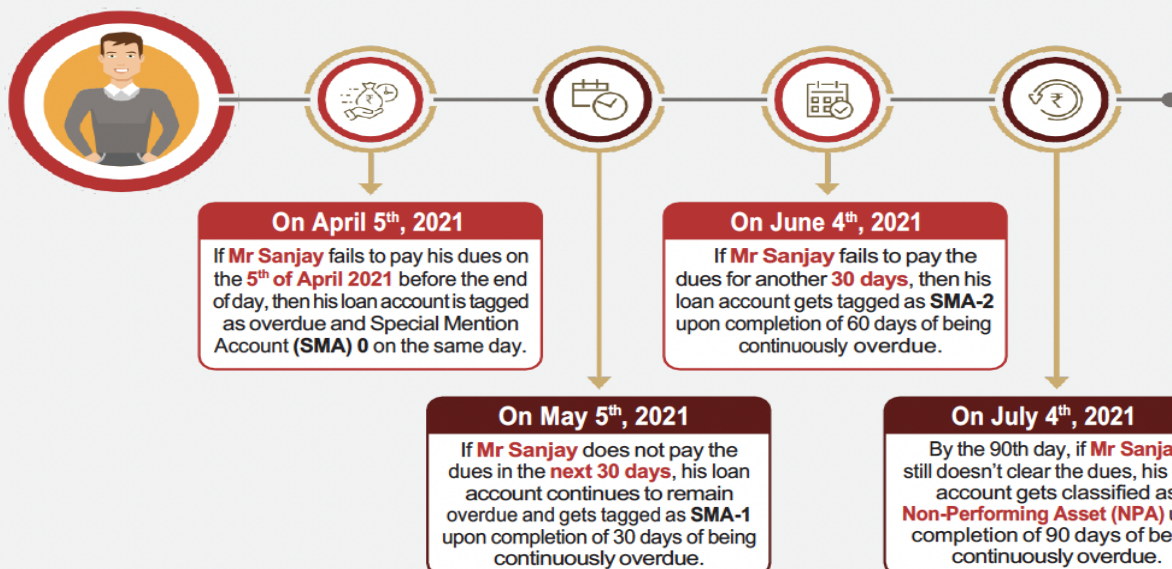 On April 5th, 2021
If Mr Sanjay fails to pay his dues on
the 5th of April 2021 before the end
of day, then his loan account is tagged
as overdue and Special Mention
Account (SMA) 0 on the same day.
On May 5th, 2021
If Mr Sanjay does not pay the
dues in the next 30 days, his loan
account continues to remain
overdue and gets tagged as SMA-1
upon completion of 30 days of being
continuously overdue.
On June 4th, 2021
If Mr Sanjay fails to pay the
dues for another 30 days, then his
loan account gets tagged as SMA-2
upon completion of 60 days of being
continuously overdue.
On July 4th, 2021
By the 90th day, if Mr
still doesn't clear the dues, his
account gets classified
Non-Performing Asset (NPA)
completion of 90 days of
continuously overdue.